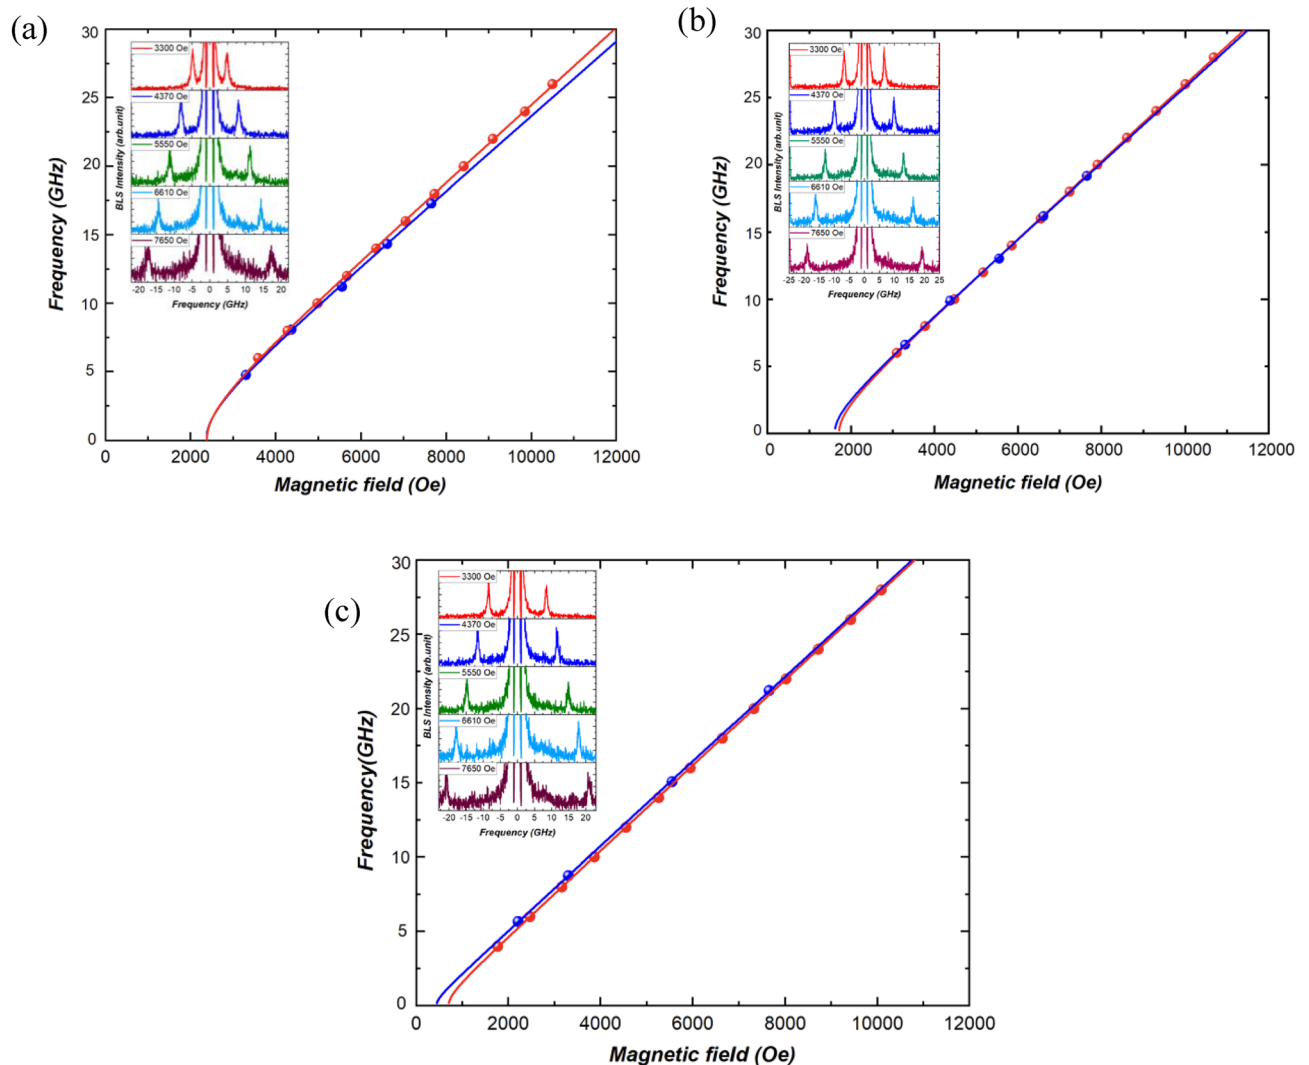 (a)
30
25
20
15
10
5
0
Frequency (GHz)
3300 Oe
4370 Oe
5550 Oe
6610 Oe
7650 Oe
BLS Intensity (arb.unit)
-20 -15 -10 -5 0 5 10 15 20
Frequency (GHz)
0 2000 4000 6000 8000 10000 12000
Magnetic field (Oe)
(b)
30
25
20
15
10
5
0
Frequency (GHz)
3300 Oe
4370 Oe
5550 Oe
6610 Oe
7650 Oe
BLS Intensity (arb.unit)
-25 -20 -15 -10 -5 0 5 10 15 20 25
Frequency (GHz)
0 2000 4000 6000 8000 10000 12000
Magnetic field (Oe)
(c)
30
25
20
15
10
5
0
Frequency(GHz)
3300 Oe
4370 Oe
5550 Oe
6610 Oe
7650 Oe
BLS Intensity (arb.unit)
-20 -15 -10 -5 0 5 10 15 20
Frequency (GHz)
0 2000 4000 6000 8000 10000 12000
Magnetic field (Oe)